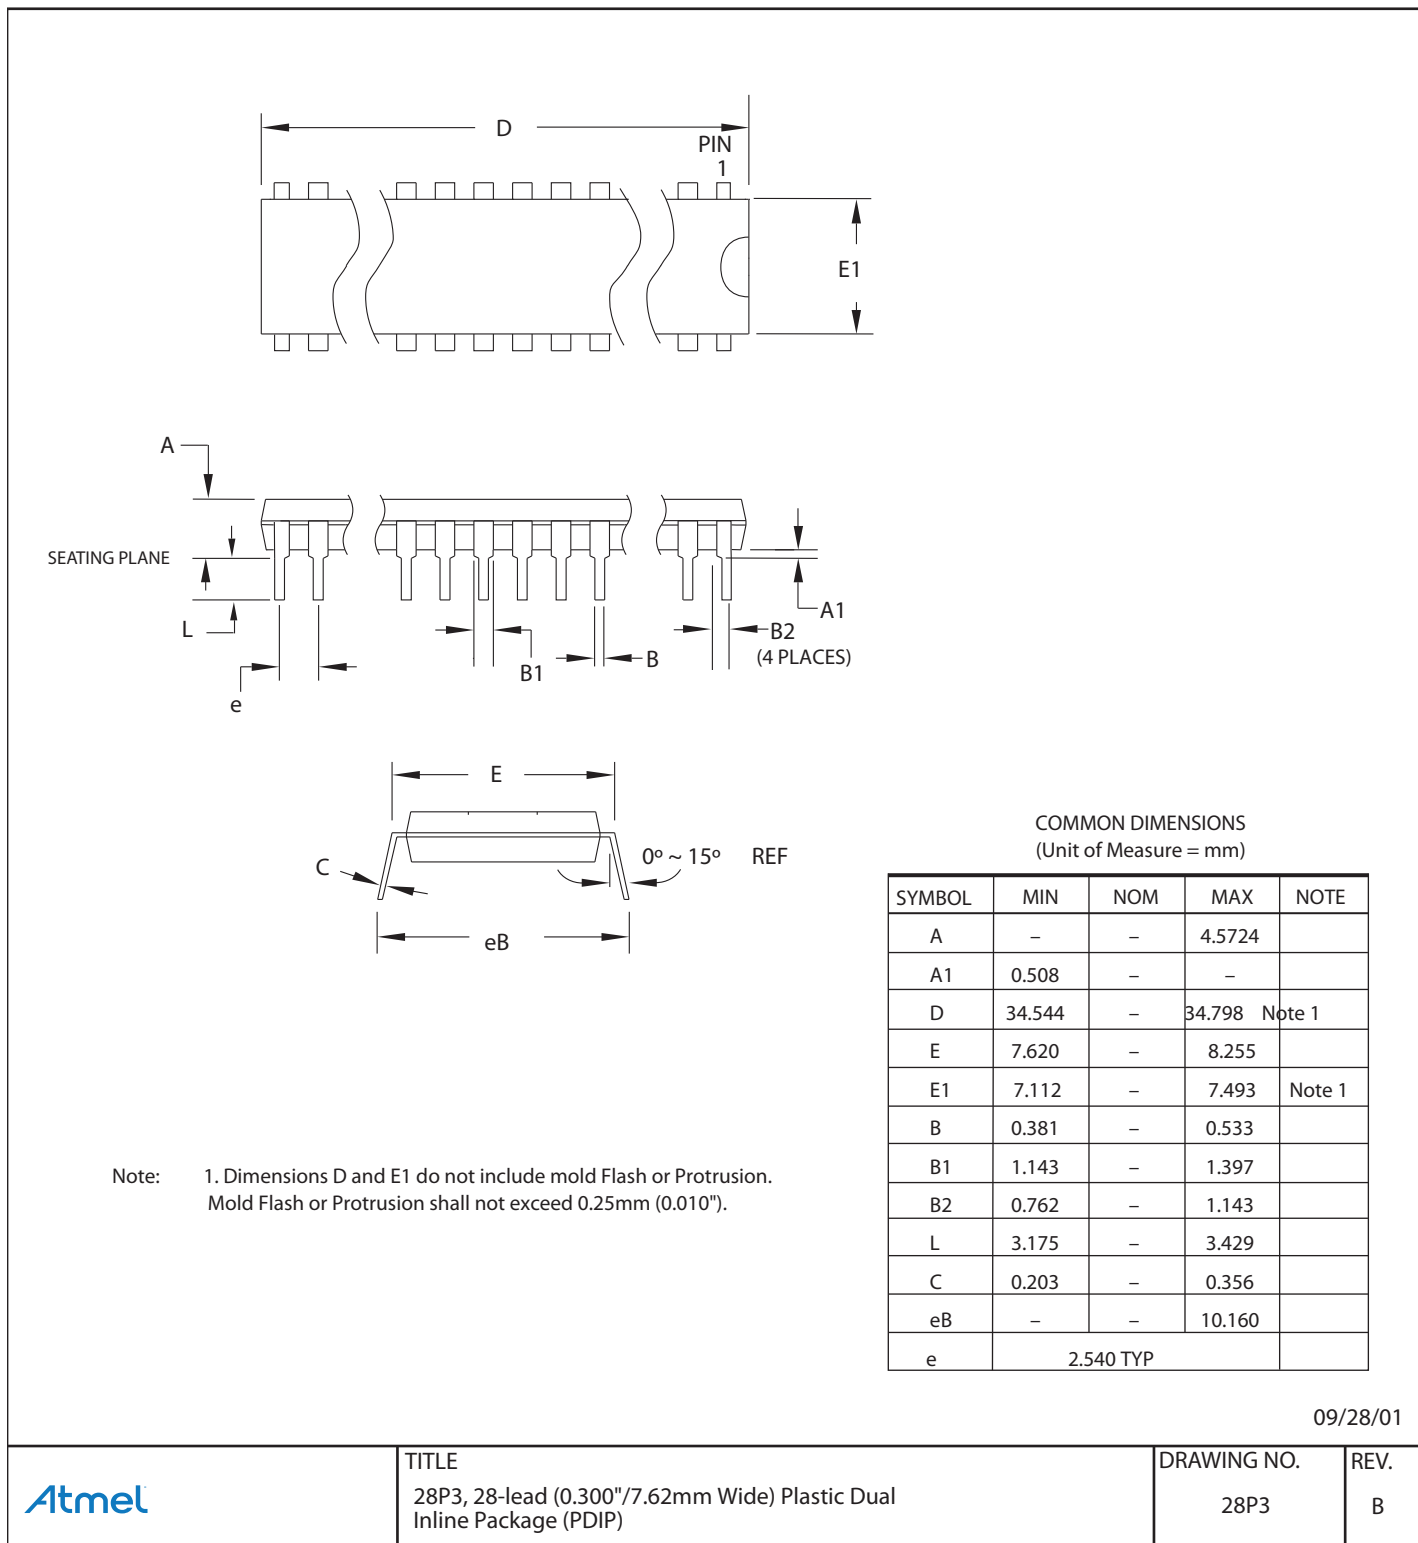 D
PIN
1
E1
A
SEATING PLANE
A1
L
B2
(4 PLACES)
B1
B
e
E
C
0º ~ 15º REF
eB
COMMON DIMENSIONS
(Unit of Measure = mm)
SYMBOL MIN NOM MAX NOTE
A – – 4.5724
A1 0.508 – –
D 34.544 – 34.798 Note 1
E 7.620 – 8.255
E1 7.112 – 7.493 Note 1
B 0.381 – 0.533
B1 1.143 – 1.397
B2 0.762 – 1.143
L 3.175 – 3.429
C 0.203 – 0.356
eB – – 10.160
e 2.540 TYP
Note: 1. Dimensions D and E1 do not include mold Flash or Protrusion.
Mold Flash or Protrusion shall not exceed 0.25mm (0.010").
09/28/01
Atmel
TITLE
28P3, 28-lead (0.300"/7.62mm Wide) Plastic Dual
Inline Package (PDIP)
DRAWING NO.
28P3
REV.
B